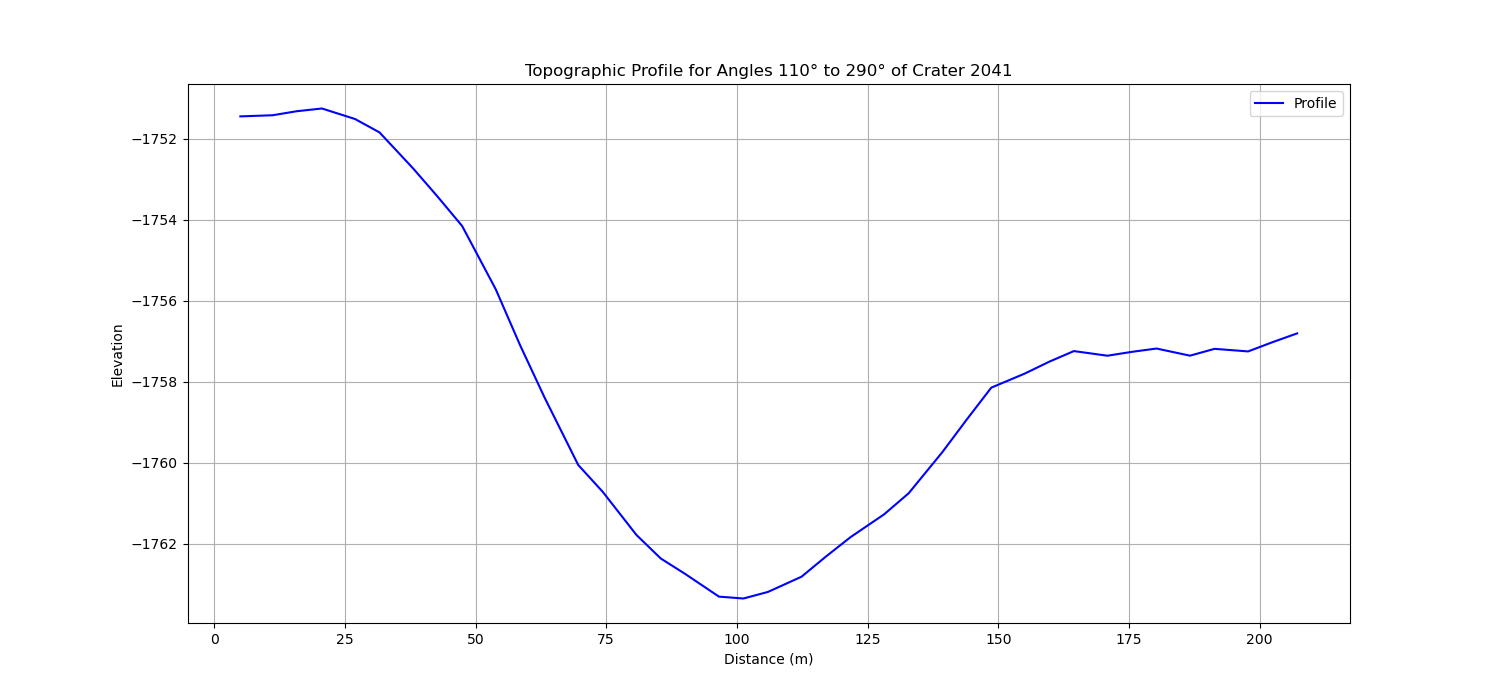 Topographic Profile for Angles 110° to 290° of Crater 2041
Profile
−1752
−1754
−1756
−1758
−1760
−1762
Elevation
0 25 50 75 100 125 150 175 200
Distance (m)